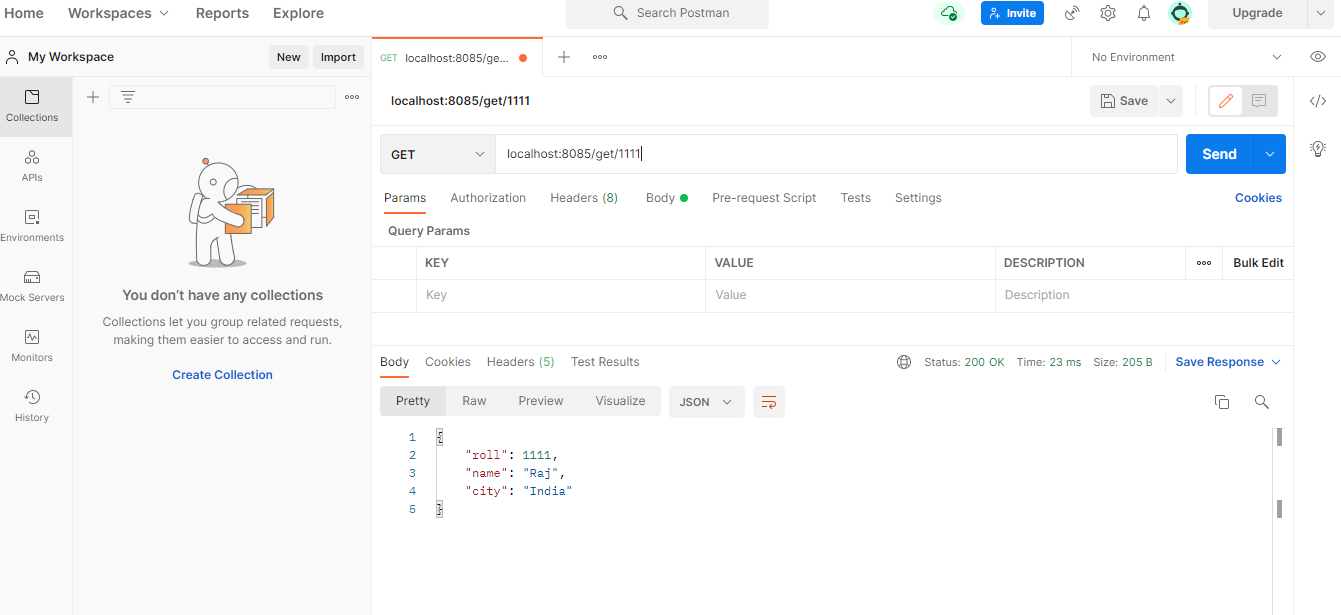 Home Workspaces Reports Explore Search Postman Invite Upgrade
My Workspace New Import GET localhost:8085/ge... No Environment
Collections
APIs
Environments
Mock Servers
Monitors
History
You don't have any collections
Collections let you group related requests,
making them easier to access and run.
Create Collection
localhost:8085/get/1111 Save
GET localhost:8085/get/1111 Send
Params Authorization Headers (8) Body Pre-request Script Tests Settings Cookies
Query Params
KEY VALUE DESCRIPTION Bulk Edit
Key Value Description
Body Cookies Headers (5) Test Results Status: 200 OK Time: 23 ms Size: 205 B Save Response
Pretty Raw Preview Visualize JSON
1 {
2 "roll": 1111,
3 "name": "Raj",
4 "city": "India"
5 }